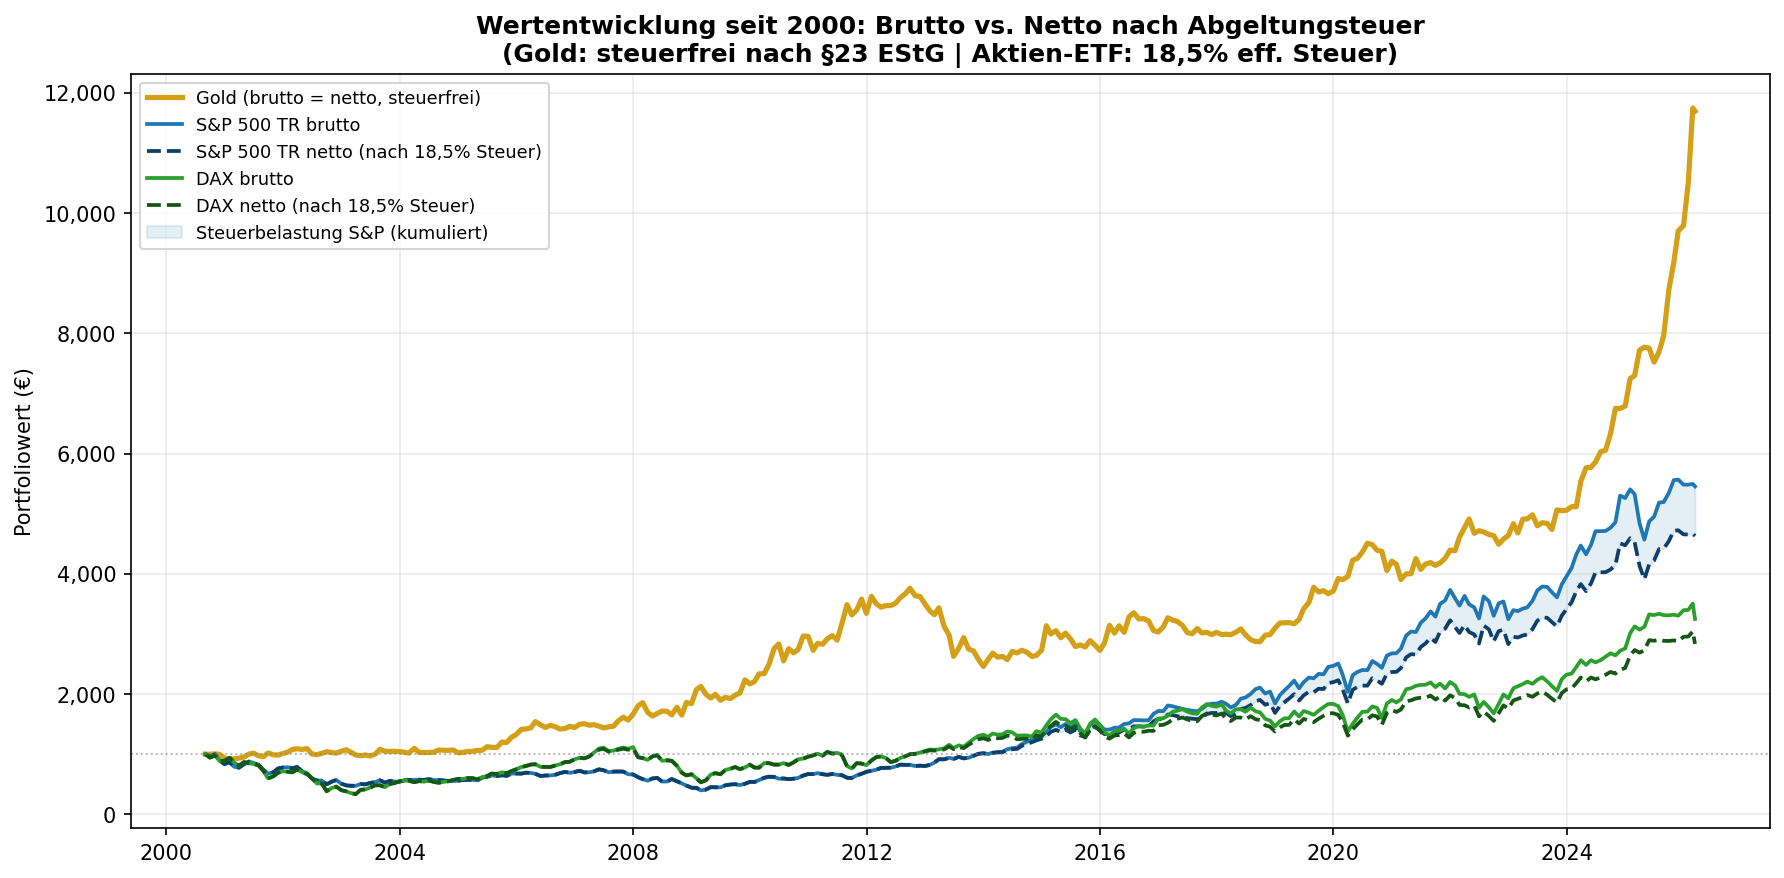 Wertentwicklung seit 2000: Brutto vs. Netto nach Abgeltungsteuer
(Gold: steuerfrei nach §23 EStG | Aktien-ETF: 18,5% eff. Steuer)
Gold (brutto = netto, steuerfrei)
S&P 500 TR brutto
S&P 500 TR netto (nach 18,5% Steuer)
DAX brutto
DAX netto (nach 18,5% Steuer)
Steuerbelastung S&P (kumuliert)
Portfoliowert (€)
12,000
10,000
8,000
6,000
4,000
2,000
0
2000
2004
2008
2012
2016
2020
2024